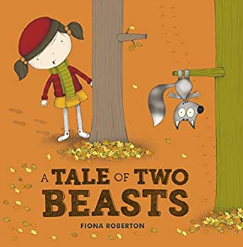 A TALE OF TWO
BEASTS
FIONA ROBERTON